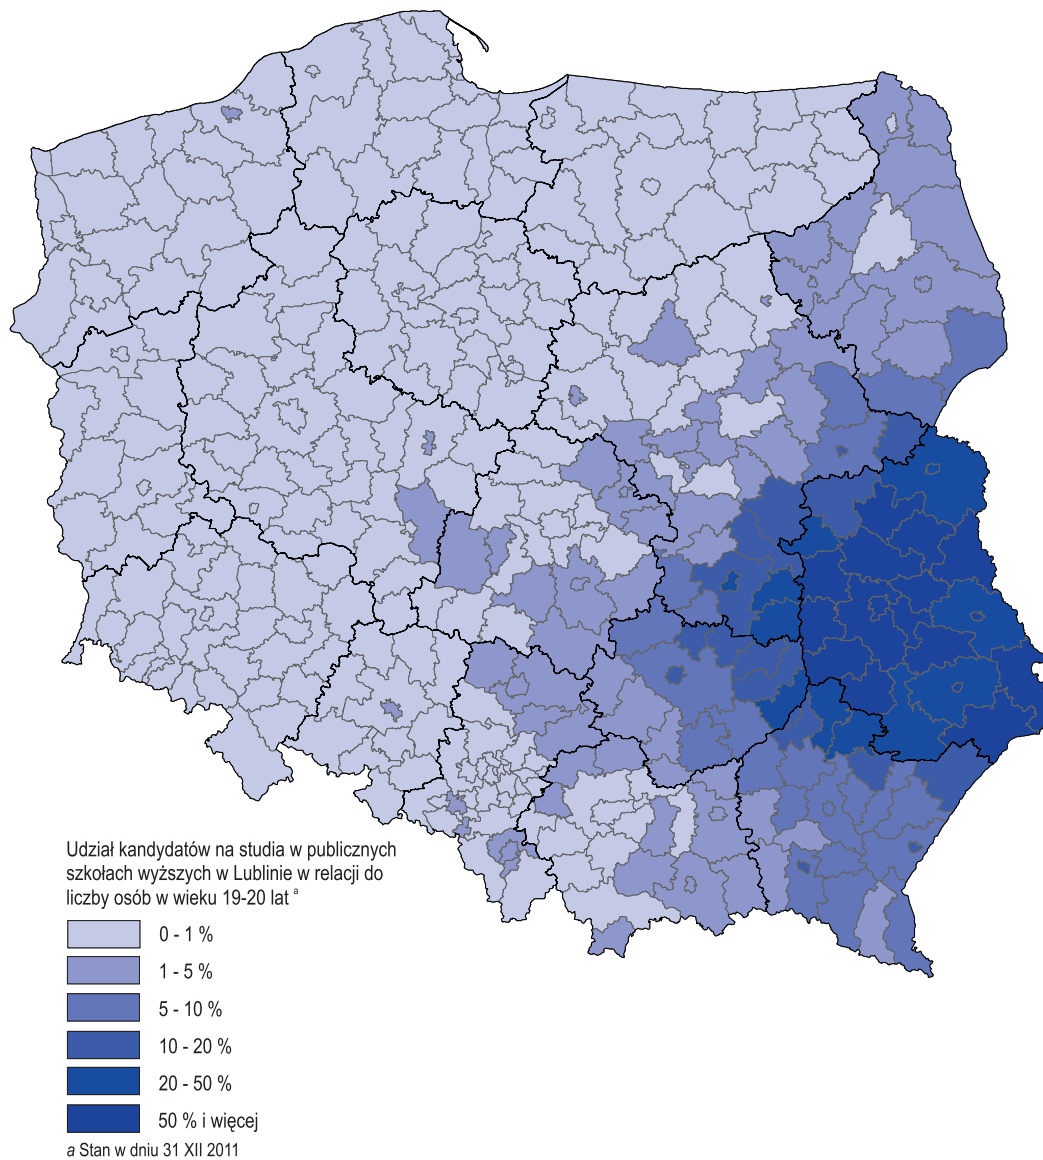 Udział kandydatów na studia w publicznych
szkołach wyższych w Lublinie w relacji do
liczby osób w wieku 19-20 lat a
0 - 1 %
1 - 5 %
5 - 10 %
10 - 20 %
20 - 50 %
50 % i więcej
a Stan w dniu 31 XII 2011